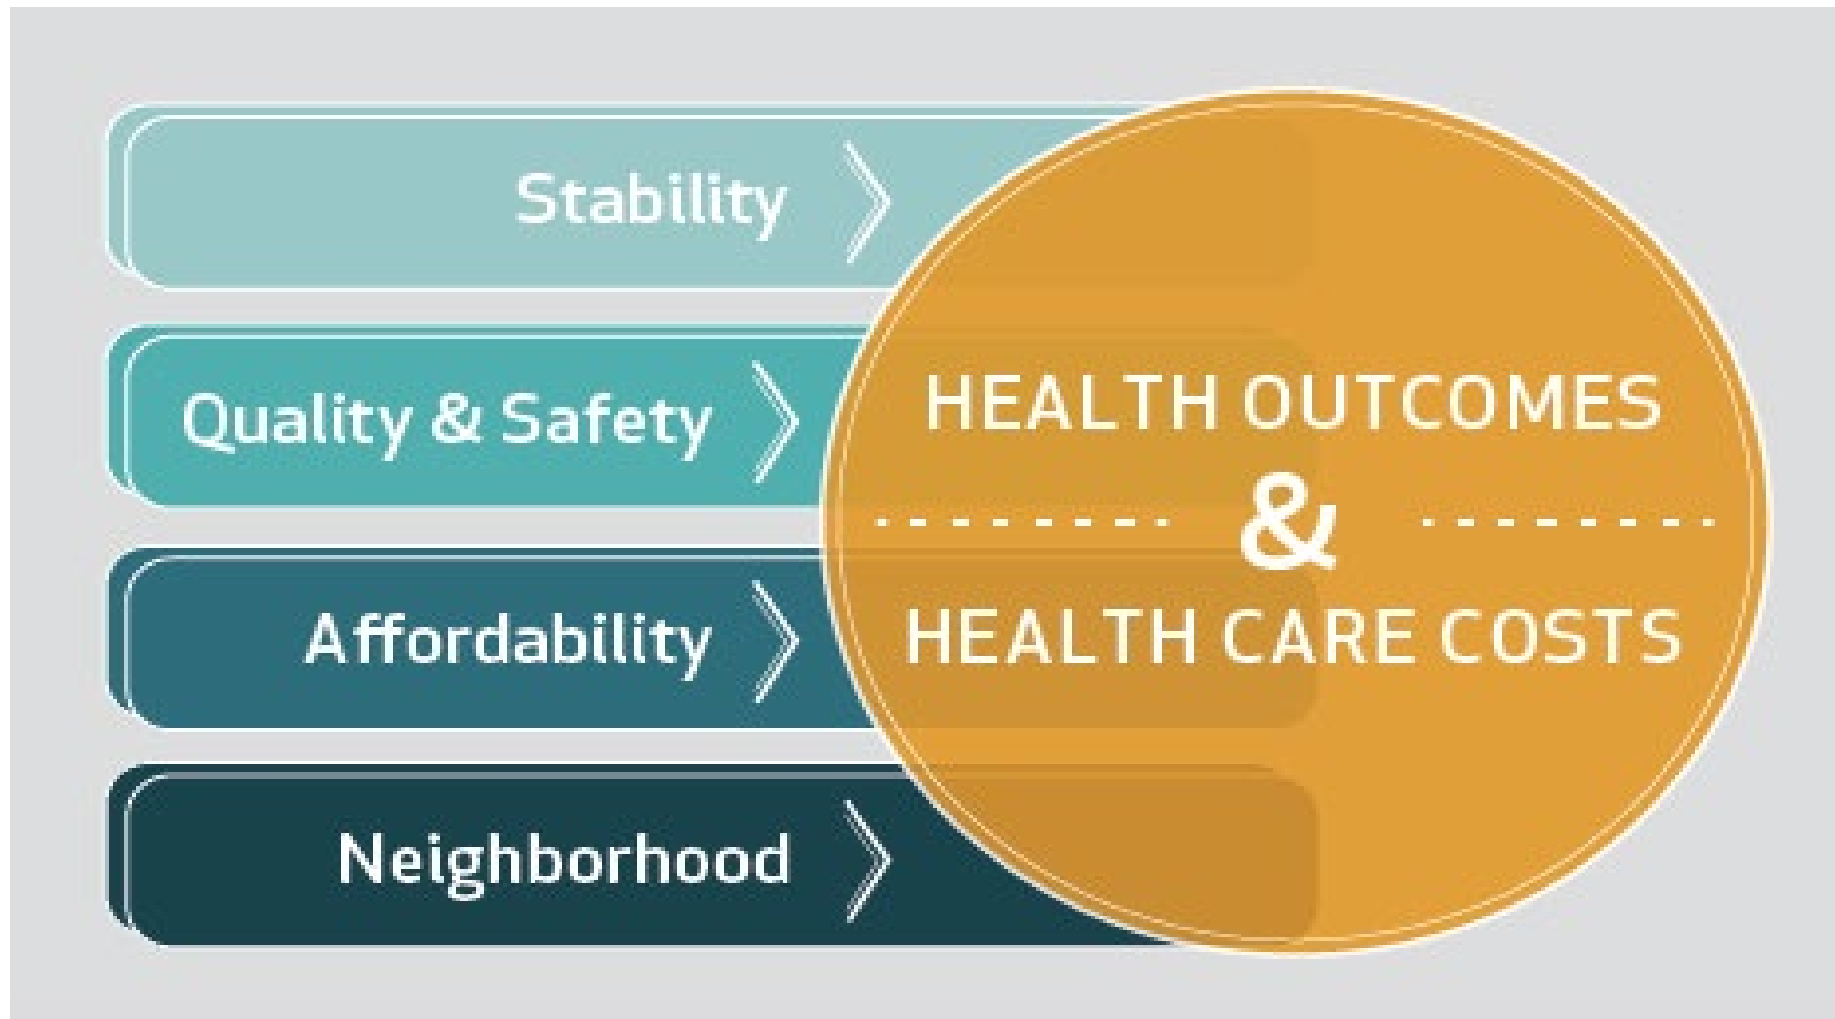 Stability
Quality & Safety
Affordability
Neighborhood
HEALTH OUTCOMES
&
HEALTH CARE COSTS